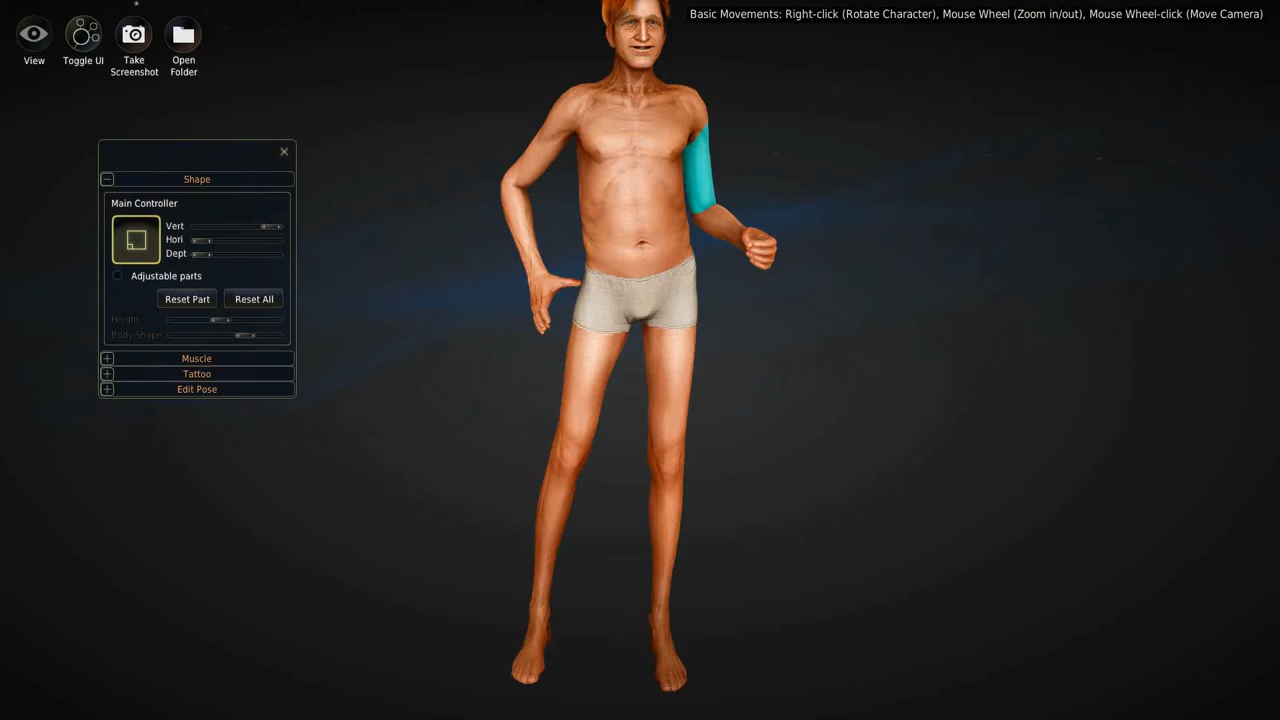 Basic Movements: Right-click (Rotate Character), Mouse Wheel (Zoom in/out), Mouse Wheel-click (Move Camera)
View
Toggle UI
Take
Screenshot
Open
Folder
Shape
Main Controller
Vert
Hori
Dept
Adjustable parts
Reset Part
Reset All
Height
Body Shape
Muscle
Tattoo
Edit Pose